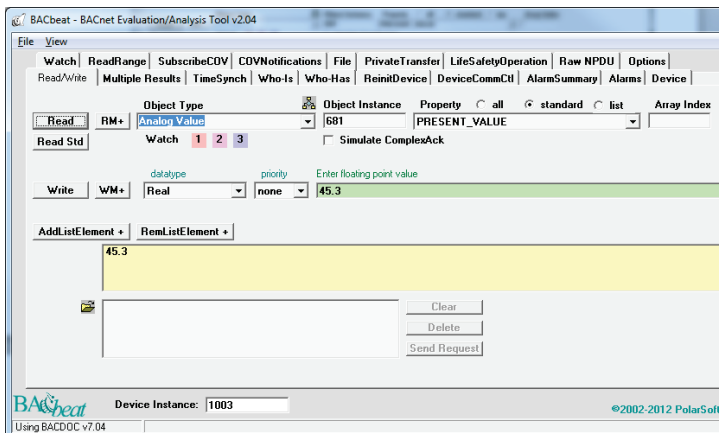 BACbeat - BACnet Evaluation/Analysis Tool v2.04
File View
Watch ReadRange SubscribeCOV COVNotifications File PrivateTransfer LifeSafetyOperation Raw NPDU Options
Read/Write Multiple Results TimeSynch Who-Is Who-Has ReinitDevice DeviceCommCtl AlarmSummary Alarms Device
Object Type Object Instance Property all standard list Array Index
Read RM+ Analog Value 681 PRESENT_VALUE
Read Std Watch 1 2 3 Simulate ComplexAck
datatype priority Enter floating point value
Write WM+ Real none 45.3
AddListElement + RemListElement +
45.3
Clear
Delete
Send Request
BACbeat Device Instance: 1003 ©2002-2012 PolarSoft
Using BACDOC v7.04